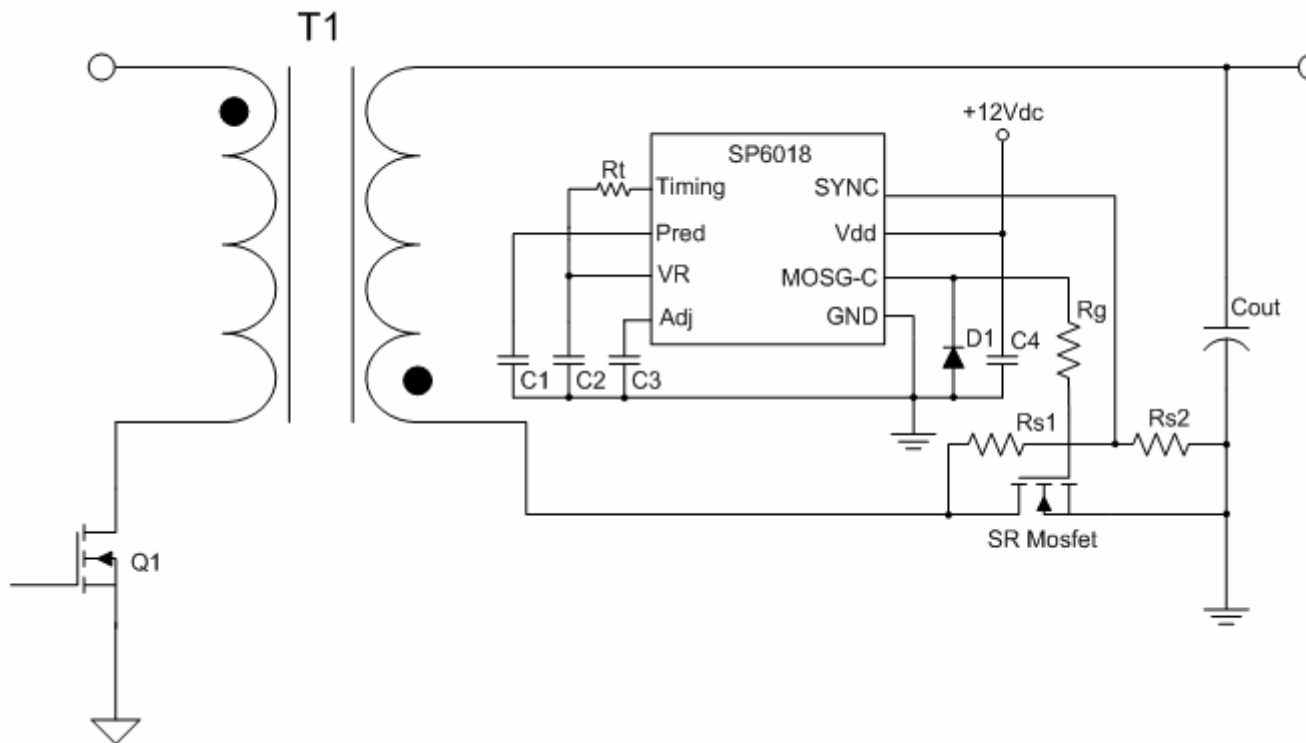 T1
+12Vdc
SP6018
Rt
Timing
SYNC
Pred
Vdd
VR
MOSG-C
Adj
GND
Rg
D1
C4
Cout
C1
C2
C3
Rs1
Rs2
SR Mosfet
Q1